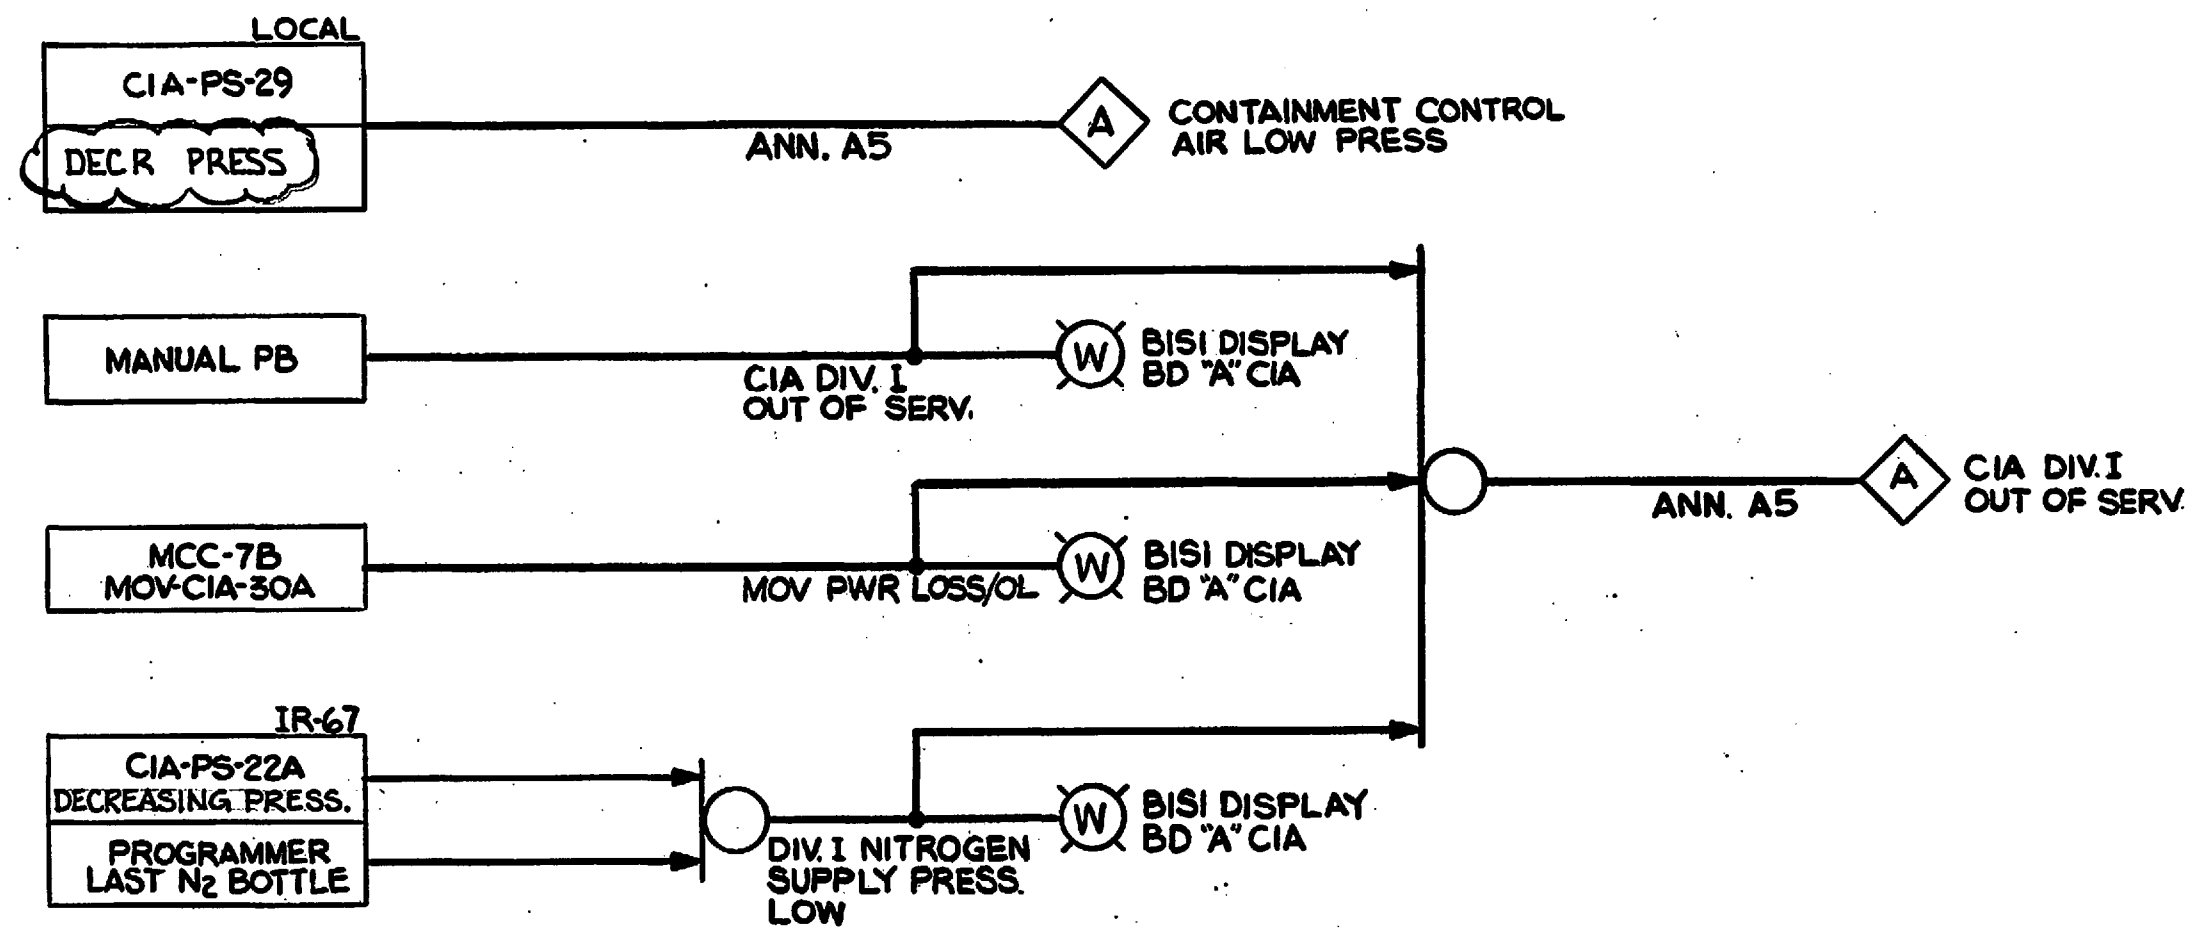 LOCAL
CIA-PS-29
DECR PRESS
ANN. A5
A
CONTAINMENT CONTROL
AIR LOW PRESS
MANUAL PB
CIA DIV. I
OUT OF SERV.
W
BISI DISPLAY
BD "A" CIA
MCC-7B
MOV-CIA-30A
MOV PWR LOSS/OL
W
BISI DISPLAY
BD "A" CIA
ANN. A5
A
CIA DIV. I
OUT OF SERV.
IR-67
CIA-PS-22A
DECREASING PRESS.
PROGRAMMER
LAST N2 BOTTLE
DIV. I NITROGEN
SUPPLY PRESS.
LOW
W
BISI DISPLAY
BD "A" CIA